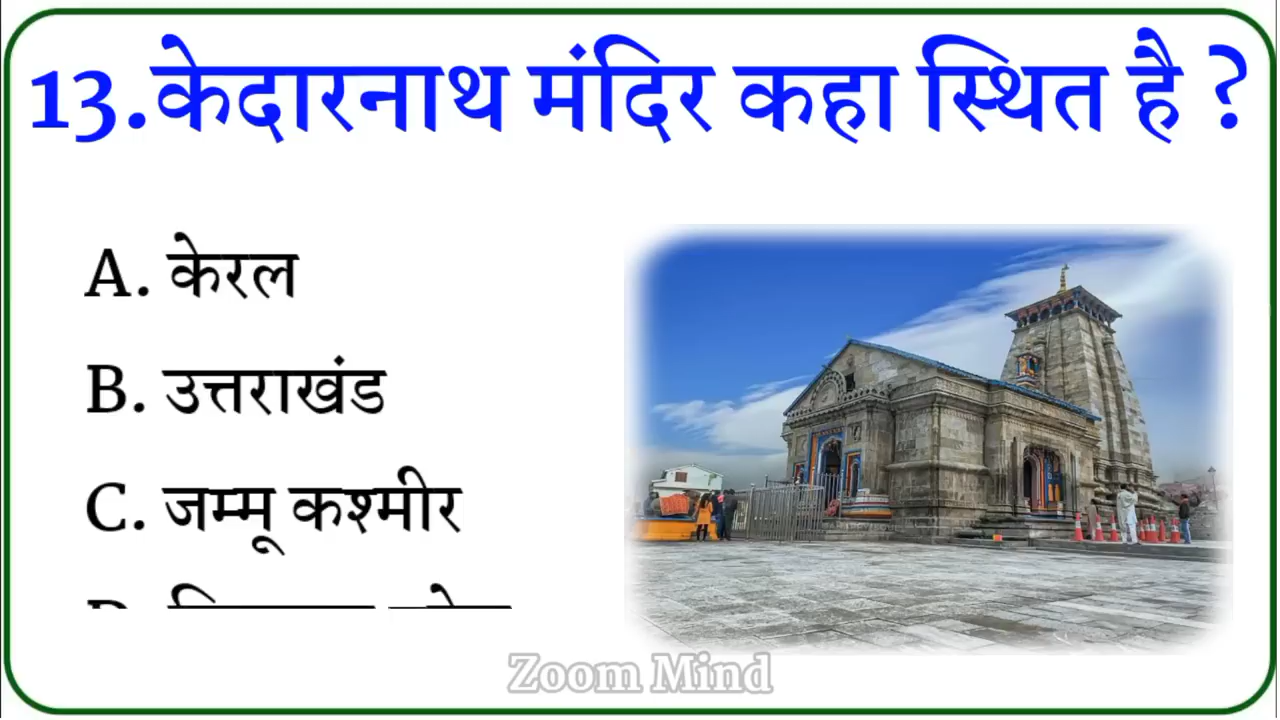 13.केदारनाथ मंदिर कहा स्थित है ?
A. केरल
B. उत्तराखंड
C. जम्मू कश्मीर
Zoom Mind